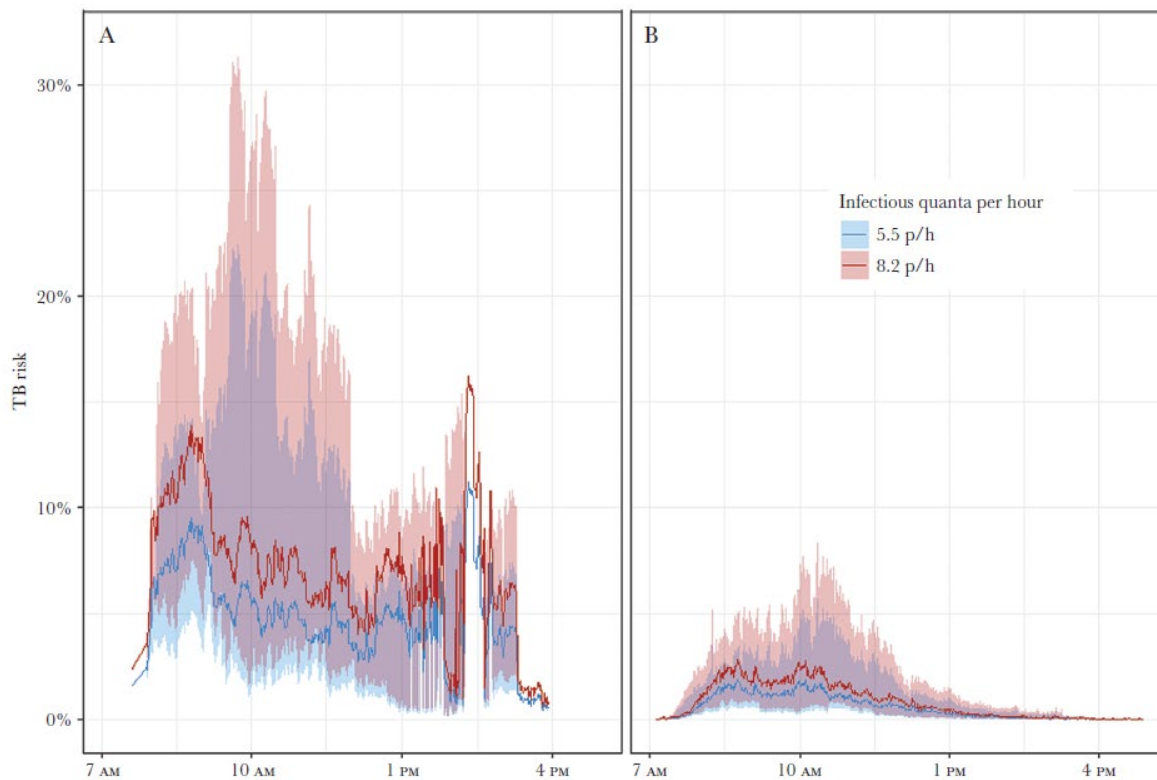 A
B
30%
20%
10%
0%
TB risk
Infectious quanta per hour
5.5 p/h
8.2 p/h
7 AM
10 AM
1 PM
4 PM
7 AM
10 AM
1 PM
4 PM